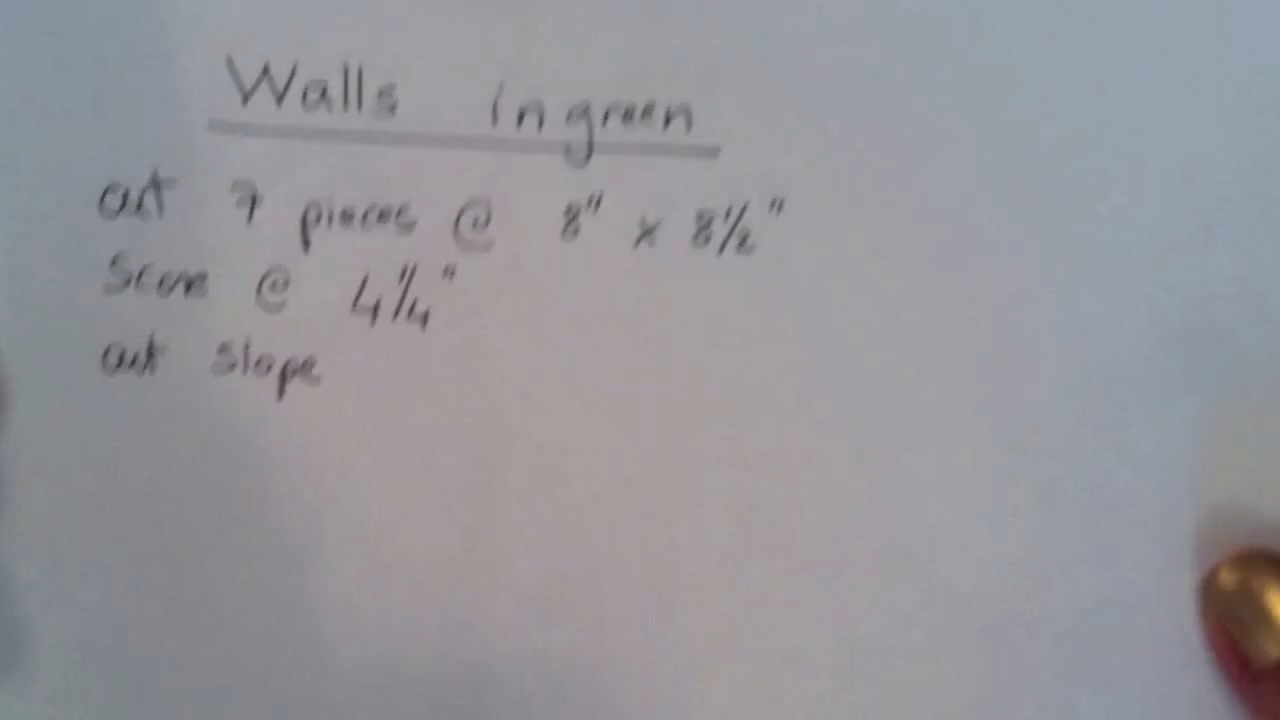 Walls in green
cut 7 pieces @ 8" x 8½"
Score @ 4¼"
cut slope